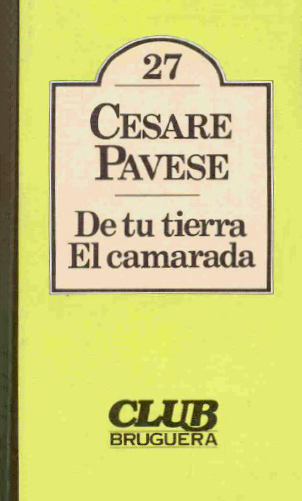 27
CESARE
PAVESE
De tu tierra
El camarada
CLUB
BRUGUERA